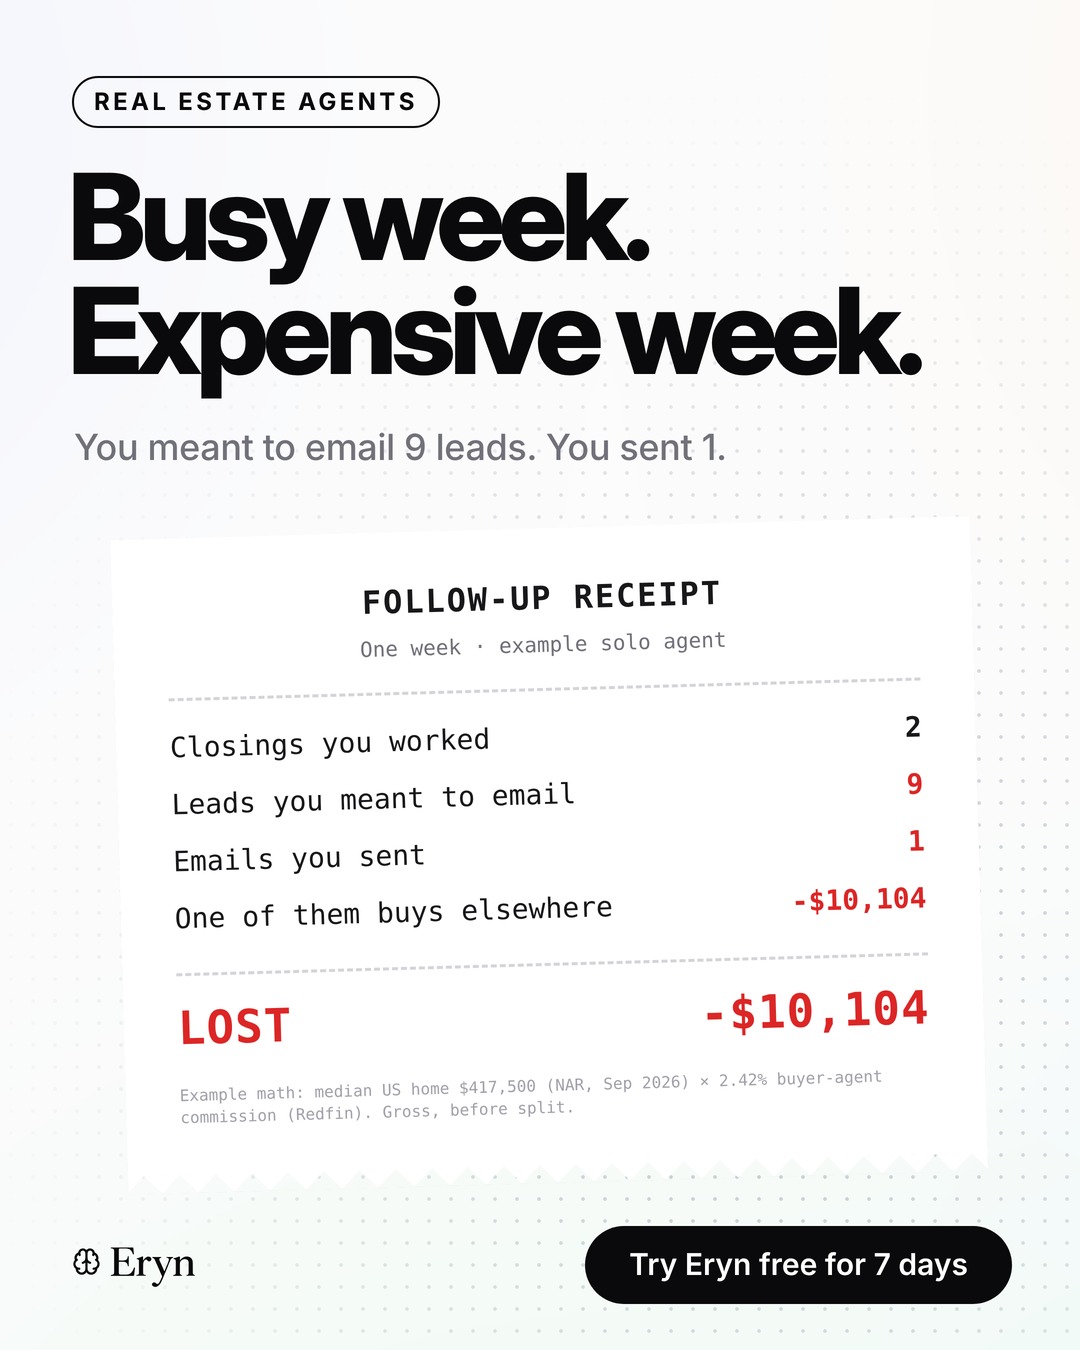 REAL ESTATE AGENTS
Busy week.
Expensive week.
You meant to email 9 leads. You sent 1.
FOLLOW-UP RECEIPT
One week · example solo agent
Closings you worked 2
Leads you meant to email 9
Emails you sent 1
One of them buys elsewhere -$10,104
LOST -$10,104
Example math: median US home $417,500 (NAR, Sep 2026) × 2.42% buyer-agent
commission (Redfin). Gross, before split.
Eryn
Try Eryn free for 7 days